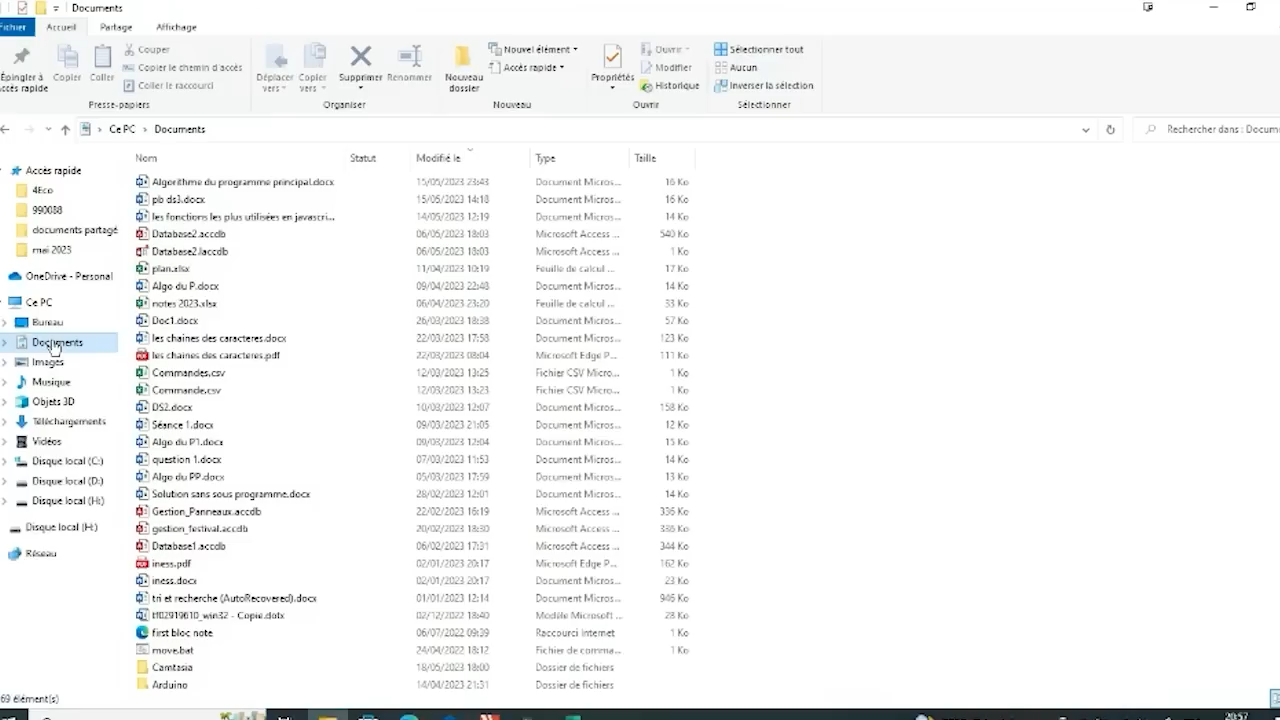 Documents
Fichier Accueil Partage Affichage
Épingler à Accès rapide
Copier
Coller
Couper
Copier le chemin d'accès
Coller le raccourci
Presse-papiers
Déplacer vers
Copier vers
Supprimer
Renommer
Organiser
Nouveau dossier
Nouvel élément
Accès rapide
Nouveau
Propriétés
Ouvrir
Modifier
Historique
Ouvrir
Sélectionner tout
Aucun
Inverser la sélection
Sélectionner
Ce PC > Documents
Rechercher dans : Docum
Accès rapide
4Eco
990088
documents partagé
mai 2023
OneDrive - Personal
Ce PC
Bureau
Documents
Images
Musique
Objets 3D
Téléchargements
Vidéos
Disque local (C:)
Disque local (D:)
Disque local (H:)
Disque local (H:)
Réseau
Nom Statut Modifié le Type Taille
Algorithme du programme principal.docx 15/05/2023 23:43 Document Micros... 16 Ko
pb ds3.docx 15/05/2023 14:18 Document Micros... 16 Ko
les fonctions les plus utilisées en javascri... 14/05/2023 12:19 Document Micros... 14 Ko
Database2.accdb 06/05/2023 18:03 Microsoft Access ... 540 Ko
Database2.laccdb 06/05/2023 18:03 Microsoft Access ... 1 Ko
plan.xlsx 11/04/2023 10:19 Feuille de calcul ... 17 Ko
Algo du P.docx 09/04/2023 22:48 Document Micros... 14 Ko
notes 2023.xlsx 06/04/2023 23:20 Feuille de calcul ... 33 Ko
Doc1.docx 26/03/2023 18:38 Document Micros... 57 Ko
les chaines des caracteres.docx 22/03/2023 17:58 Document Micros... 123 Ko
les chaines des caracteres.pdf 22/03/2023 08:04 Microsoft Edge P... 111 Ko
Commandes.csv 12/03/2023 13:25 Fichier CSV Micro... 1 Ko
Commande.csv 12/03/2023 13:23 Fichier CSV Micro... 1 Ko
DS2.docx 10/03/2023 12:07 Document Micros... 158 Ko
Séance 1.docx 09/03/2023 21:05 Document Micros... 12 Ko
Algo du P1.docx 09/03/2023 12:04 Document Micros... 15 Ko
question 1.docx 07/03/2023 11:53 Document Micros... 14 Ko
Algo du PP.docx 05/03/2023 17:59 Document Micros... 13 Ko
Solution sans sous programme.docx 28/02/2023 12:01 Document Micros... 14 Ko
Gestion_Panneaux.accdb 22/02/2023 16:19 Microsoft Access ... 336 Ko
gestion_festival.accdb 20/02/2023 18:30 Microsoft Access ... 336 Ko
Database1.accdb 06/02/2023 17:31 Microsoft Access ... 344 Ko
iness.pdf 02/01/2023 20:17 Microsoft Edge P... 162 Ko
iness.docx 02/01/2023 20:17 Document Micros... 23 Ko
tri et recherche (AutoRecovered).docx 01/01/2023 12:14 Document Micros... 946 Ko
tf02919610_win32 - Copie.dotx 02/12/2022 18:40 Modèle Microsoft ... 28 Ko
first bloc note 06/07/2022 09:39 Raccourci Internet 1 Ko
move.bat 24/04/2022 18:12 Fichier de comma... 1 Ko
Camtasia 18/05/2023 18:00 Dossier de fichiers
Arduino 14/04/2023 21:31 Dossier de fichiers
69 élément(s)
20:57